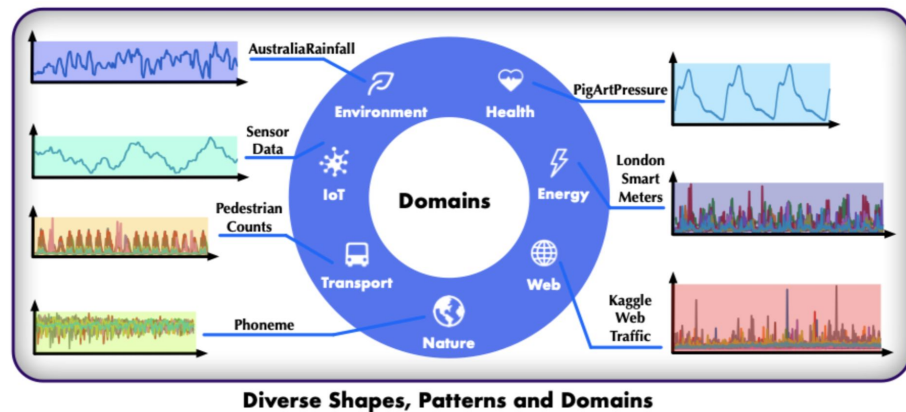 AustraliaRainfall
Sensor
Data
Pedestrian
Counts
Phoneme
Environment
Health
IoT
Domains
Energy
Transport
Web
Nature
PigArtPressure
London
Smart
Meters
Kaggle
Web
Traffic
Diverse Shapes, Patterns and Domains